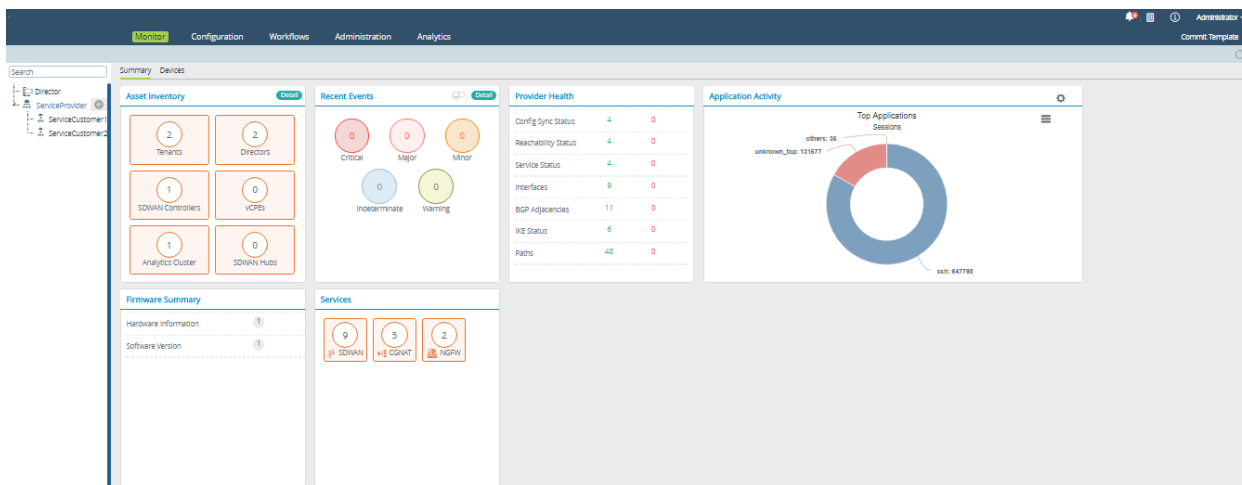 Administrator
Monitor Configuration Workflows Administration Analytics Commit Template
Search
Summary Devices
Director
ServiceProvider
ServiceCustomer1
ServiceCustomer2
Asset Inventory Detail
2 Tenants
2 Directors
1 SDWAN Controllers
0 vCPEs
1 Analytics Cluster
0 SDWAN Hubs
Recent Events Detail
0 Critical
0 Major
0 Minor
0 Indeterminate
0 Warning
Provider Health
Config Sync Status 4 0
Reachability Status 4 0
Service Status 4 0
Interfaces 9 0
BGP Adjacencies 11 0
IKE Status 6 0
Paths 48 0
Application Activity
Top Applications
Sessions
others: 36
unknown_tcp: 131677
ssh: 647798
Firmware Summary
Hardware Information 1
Software Version 1
Services
9 SDWAN
5 CGNAT
2 NGFW